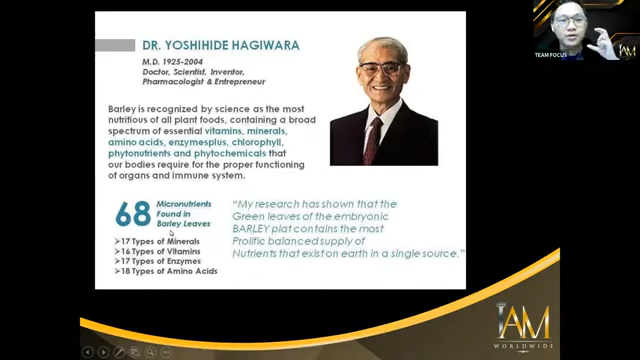 DR. YOSHIHIDE HAGIWARA
M.D. 1925-2004
Doctor, Scientist, Inventor,
Pharmacologist & Entrepreneur
Barley is recognized by science as the most
nutritious of all plant foods, containing a broad
spectrum of essential vitamins, minerals,
amino acids, enzymesplus, chlorophyll,
phytonutrients and phytochemicals that
our bodies require for the proper functioning
of organs and immune system.
68
Micronutrients
Found in
Barley Leaves
➢17 Types of Minerals
➢16 Types of Vitamins
➢17 Types of Enzymes
➢18 Types of Amino Acids
"My research has shown that the
Green leaves of the embryonic
BARLEY plat contains the most
Prolific balanced supply of
Nutrients that exist on earth in a single source."
TEAM FOCUS
IAM
IAM
WORLDWIDE